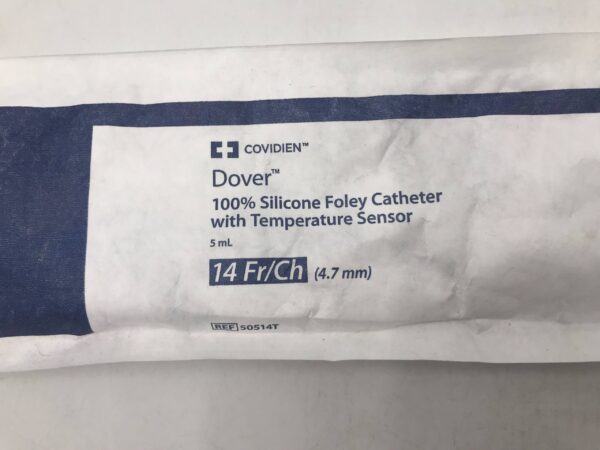 COVIDIEN™
Dover™
100% Silicone Foley Catheter
with Temperature Sensor
5 mL
14 Fr/Ch (4.7 mm)
REF 50514T